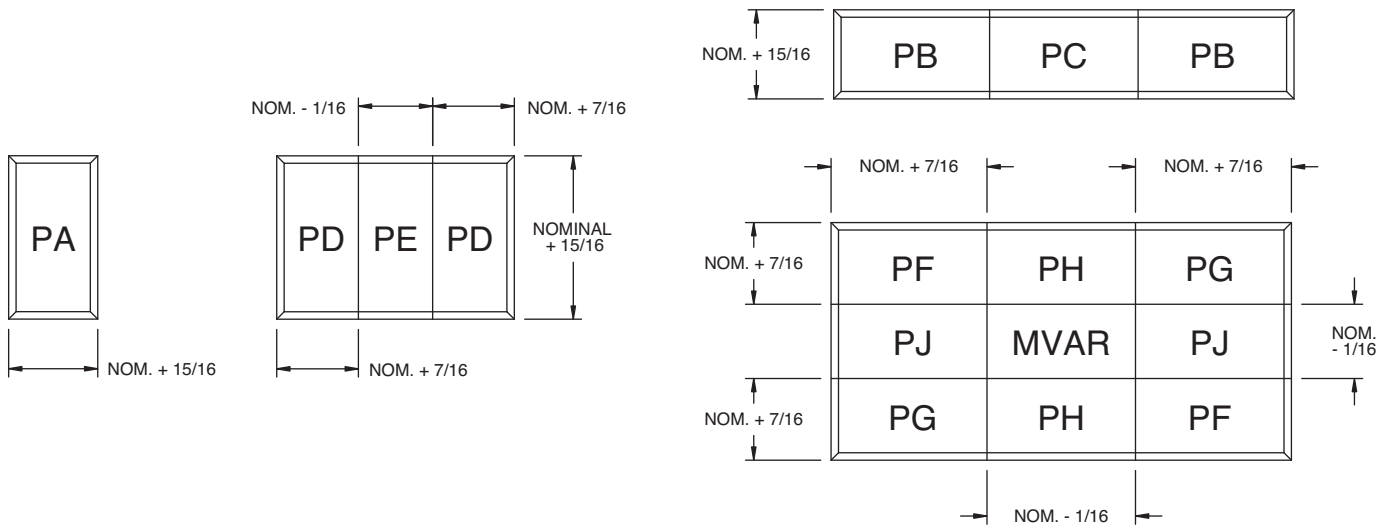 NOM. + 15/16
PB PC PB
NOM. - 1/16 NOM. + 7/16
NOM. + 7/16 NOM. + 7/16
PA
PD PE PD
NOMINAL
+ 15/16
NOM. + 7/16
PF PH PG
PJ MVAR PJ
NOM.
- 1/16
NOM. + 15/16
NOM. + 7/16
NOM. + 7/16
PG PH PF
NOM. - 1/16